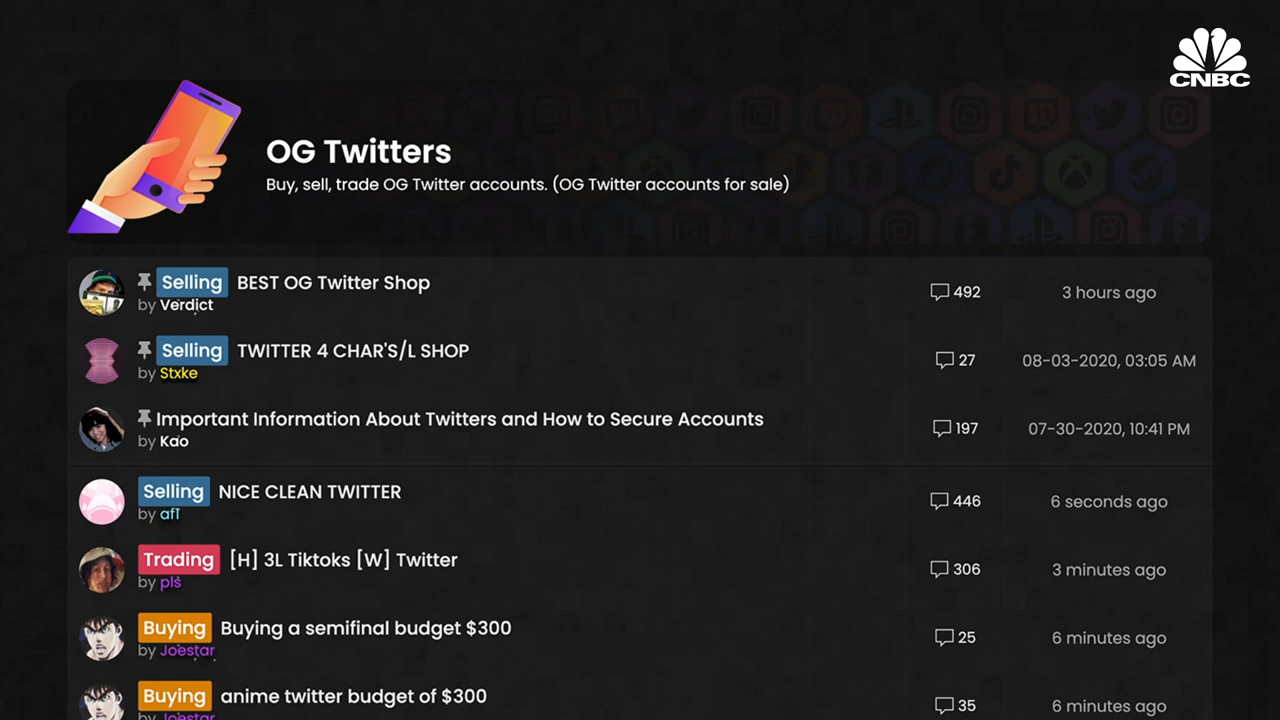 CNBC
OG Twitters
Buy, sell, trade OG Twitter accounts. (OG Twitter accounts for sale)
Selling BEST OG Twitter Shop
by Verdict
492
3 hours ago
Selling TWITTER 4 CHAR'S/L SHOP
by Stxke
27
08-03-2020, 03:05 AM
Important Information About Twitters and How to Secure Accounts
by Kao
197
07-30-2020, 10:41 PM
Selling NICE CLEAN TWITTER
by af1
446
6 seconds ago
Trading [H] 3L Tiktoks [W] Twitter
by pls
306
3 minutes ago
Buying Buying a semifinal budget $300
by Joestar
25
6 minutes ago
Buying anime twitter budget of $300
by Joestar
35
6 minutes ago